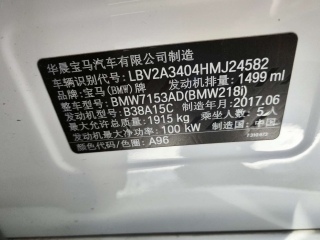 华晨宝马汽车有限公司制造
车辆识别代号: LBV2A3404HMJ24582
品牌: 宝马(BMW)牌 发动机排量: 1499 ml
整车型号: BMW7153AD(BMW218i)
发动机型号: B38A15C 制造年月: 2017.06
最大允许总质量: 1915 kg 乘坐人数: 5人
发动机最大净功率: 100 kW 制造国: 中国
颜色代号/色圈: A96